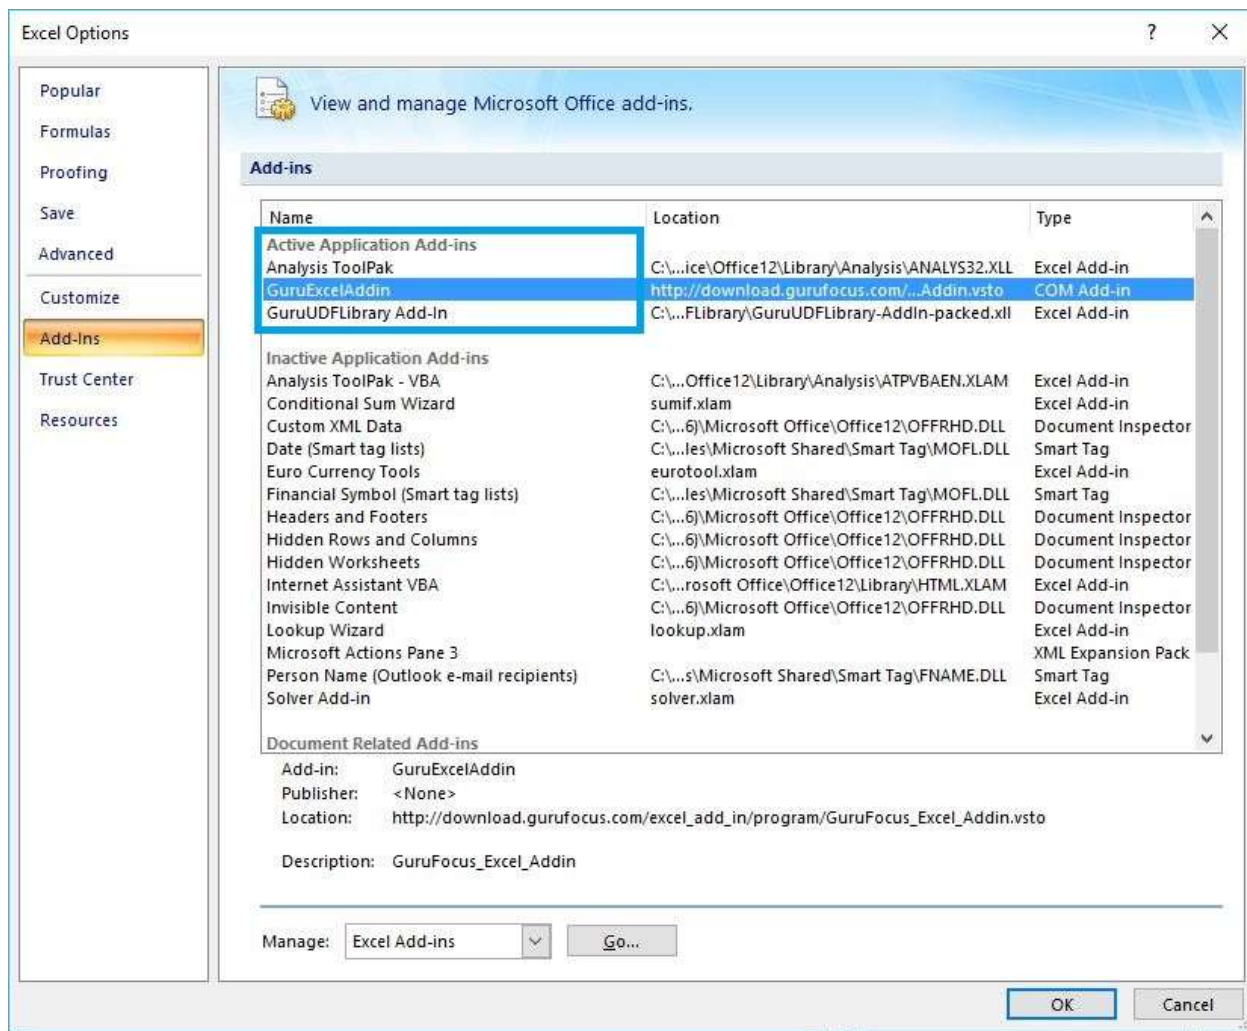 Excel Options ?
Popular
Formulas
Proofing
Save
Advanced
Customize
Add-Ins
Trust Center
Resources
View and manage Microsoft Office add-ins.
Add-ins
Name Location Type
Active Application Add-ins
Analysis ToolPak C:\...ice\Office12\Library\Analysis\ANALYS32.XLL Excel Add-in
GuruExcelAddin http://download.gurufocus.com/...Addin.vsto COM Add-in
GuruUDFLibrary Add-In C:\...FLibrary\GuruUDFLibrary-AddIn-packed.xll Excel Add-in
Inactive Application Add-ins
Analysis ToolPak - VBA C:\...Office12\Library\Analysis\ATPVBAEN.XLAM Excel Add-in
Conditional Sum Wizard sumif.xlam Excel Add-in
Custom XML Data C:\...6)\Microsoft Office\Office12\OFFRHD.DLL Document Inspector
Date (Smart tag lists) C:\...les\Microsoft Shared\Smart Tag\MOFL.DLL Smart Tag
Euro Currency Tools eurotool.xlam Excel Add-in
Financial Symbol (Smart tag lists) C:\...les\Microsoft Shared\Smart Tag\MOFL.DLL Smart Tag
Headers and Footers C:\...6)\Microsoft Office\Office12\OFFRHD.DLL Document Inspector
Hidden Rows and Columns C:\...6)\Microsoft Office\Office12\OFFRHD.DLL Document Inspector
Hidden Worksheets C:\...6)\Microsoft Office\Office12\OFFRHD.DLL Document Inspector
Internet Assistant VBA C:\...rosoft Office\Office12\Library\HTML.XLAM Excel Add-in
Invisible Content C:\...6)\Microsoft Office\Office12\OFFRHD.DLL Document Inspector
Lookup Wizard lookup.xlam Excel Add-in
Microsoft Actions Pane 3 XML Expansion Pack
Person Name (Outlook e-mail recipients) C:\...s\Microsoft Shared\Smart Tag\FNAME.DLL Smart Tag
Solver Add-in solver.xlam Excel Add-in
Document Related Add-ins
Add-in: GuruExcelAddin
Publisher: <None>
Location: http://download.gurufocus.com/excel_add_in/program/GuruFocus_Excel_Addin.vsto
Description: GuruFocus_Excel_Addin
Manage: Excel Add-ins Go...
OK Cancel